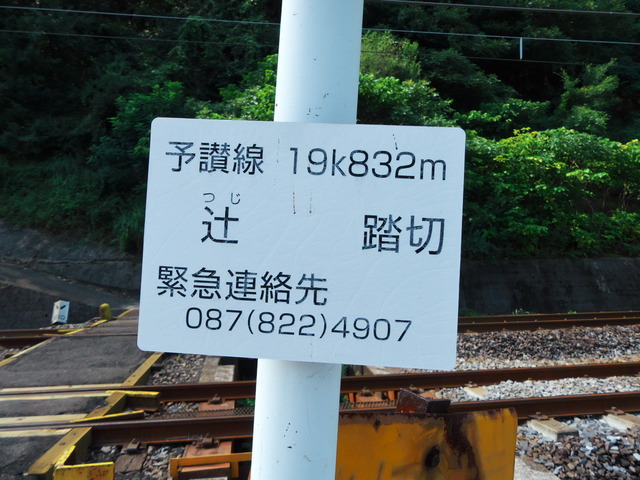 予讃線 19k832m
つじ
辻 踏切
緊急連絡先
087(822)4907